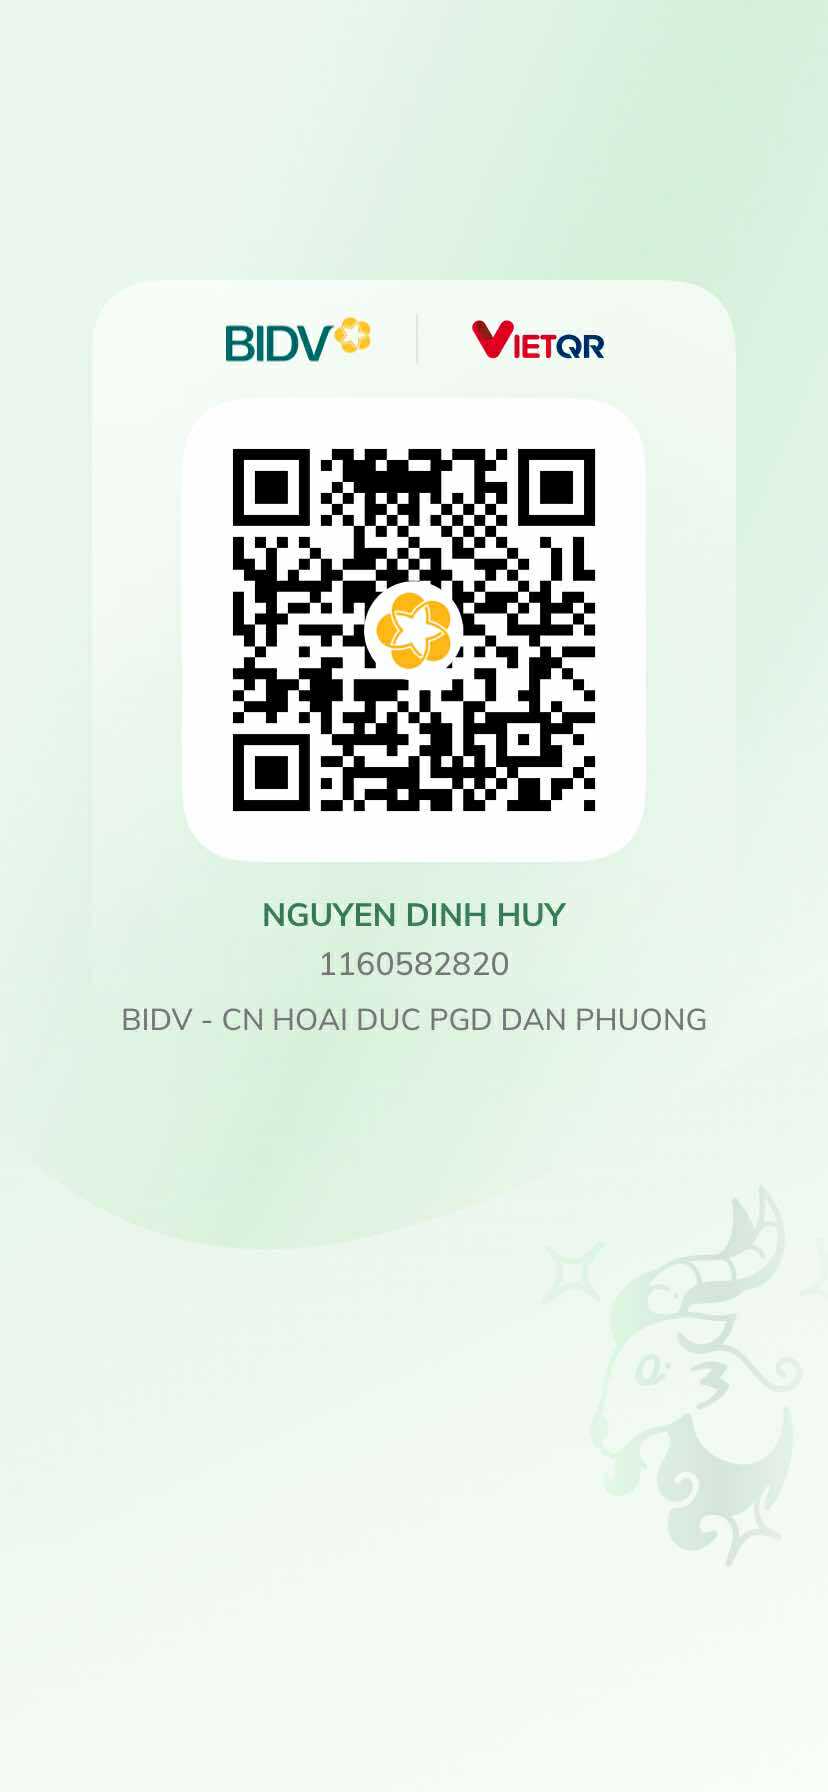 BIDV
VIETQR
NGUYEN DINH HUY
1160582820
BIDV - CN HOAI DUC PGD DAN PHUONG